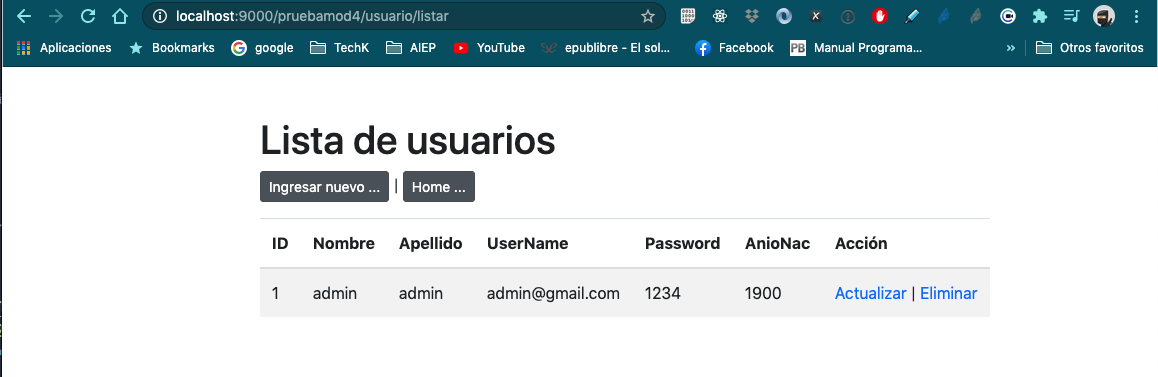 localhost:9000/pruebamod4/usuario/listar
Aplicaciones Bookmarks google TechK AIEP YouTube epublibre - El sol... Facebook PB Manual Programa... » Otros favoritos
Lista de usuarios
Ingresar nuevo ... | Home ...
ID Nombre Apellido UserName Password AnioNac Acción
1 admin admin admin@gmail.com 1234 1900 Actualizar | Eliminar